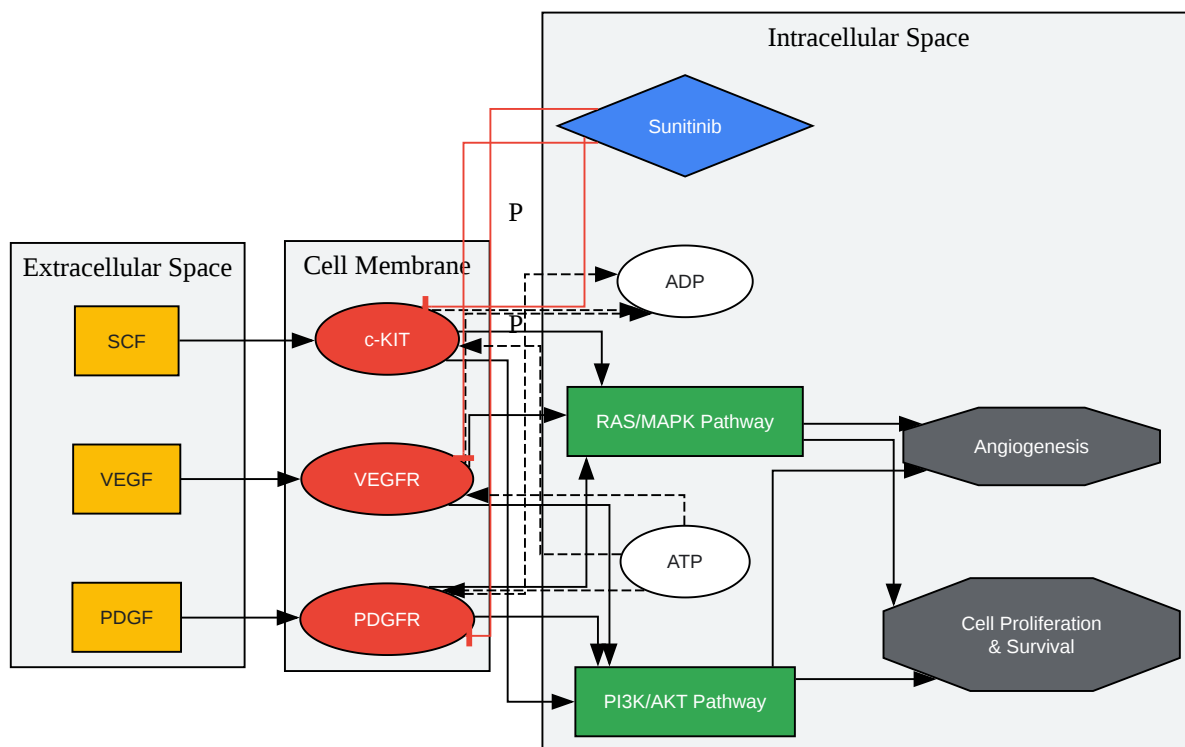 Intracellular Space
Sunitinib
P
Extracellular Space
Cell Membrane
ADP
SCF
c-KIT
P
RAS/MAPK Pathway
Angiogenesis
VEGF
VEGFR
ATP
PDGF
PDGFR
Cell Proliferation
& Survival
PI3K/AKT Pathway